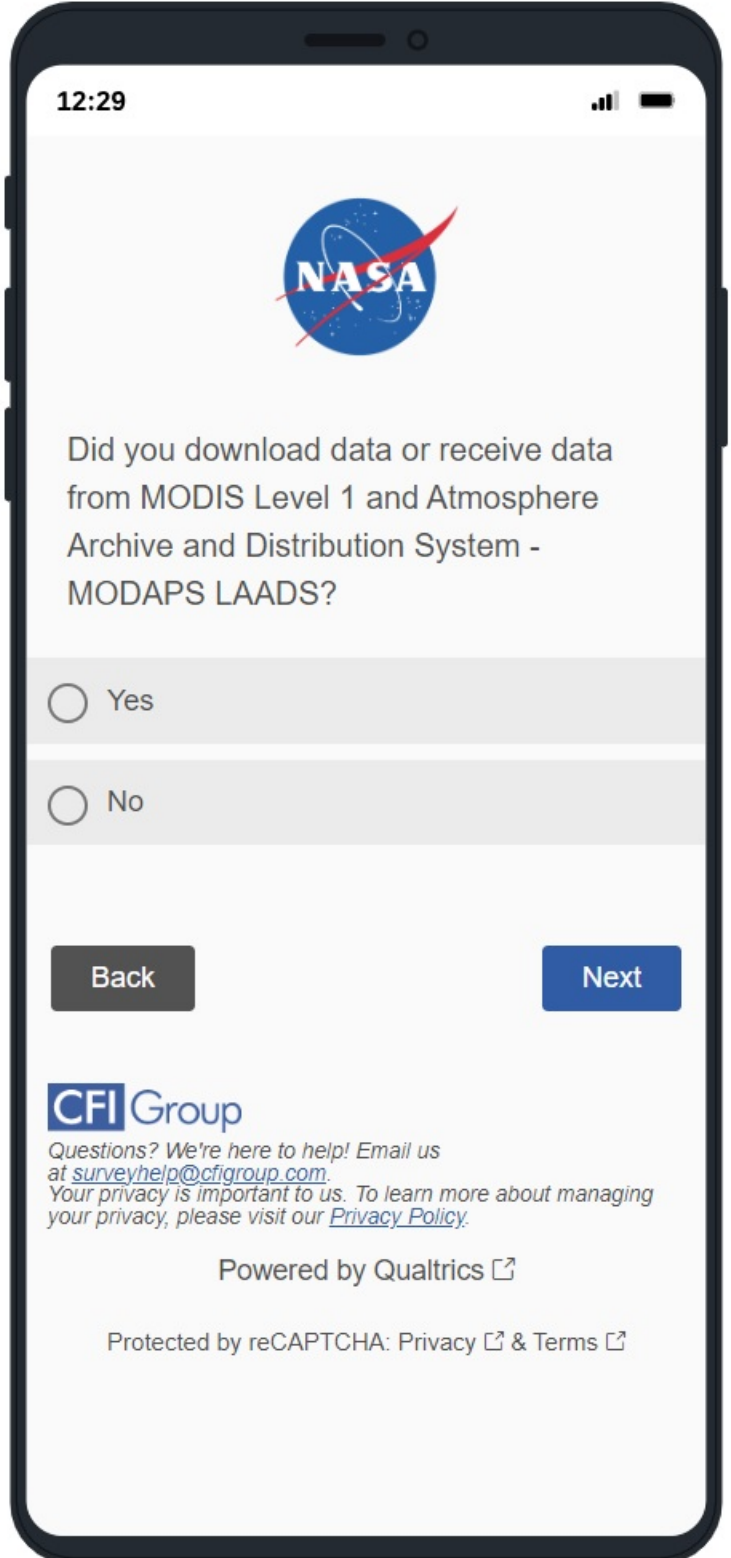 12:29
NASA
Did you download data or receive data
from MODIS Level 1 and Atmosphere
Archive and Distribution System -
MODAPS LAADS?
Yes
No
Back
Next
CFI Group
Questions? We're here to help! Email us
at surveyhelp@cfigroup.com.
Your privacy is important to us. To learn more about managing
your privacy, please visit our Privacy Policy.
Powered by Qualtrics
Protected by reCAPTCHA: Privacy & Terms